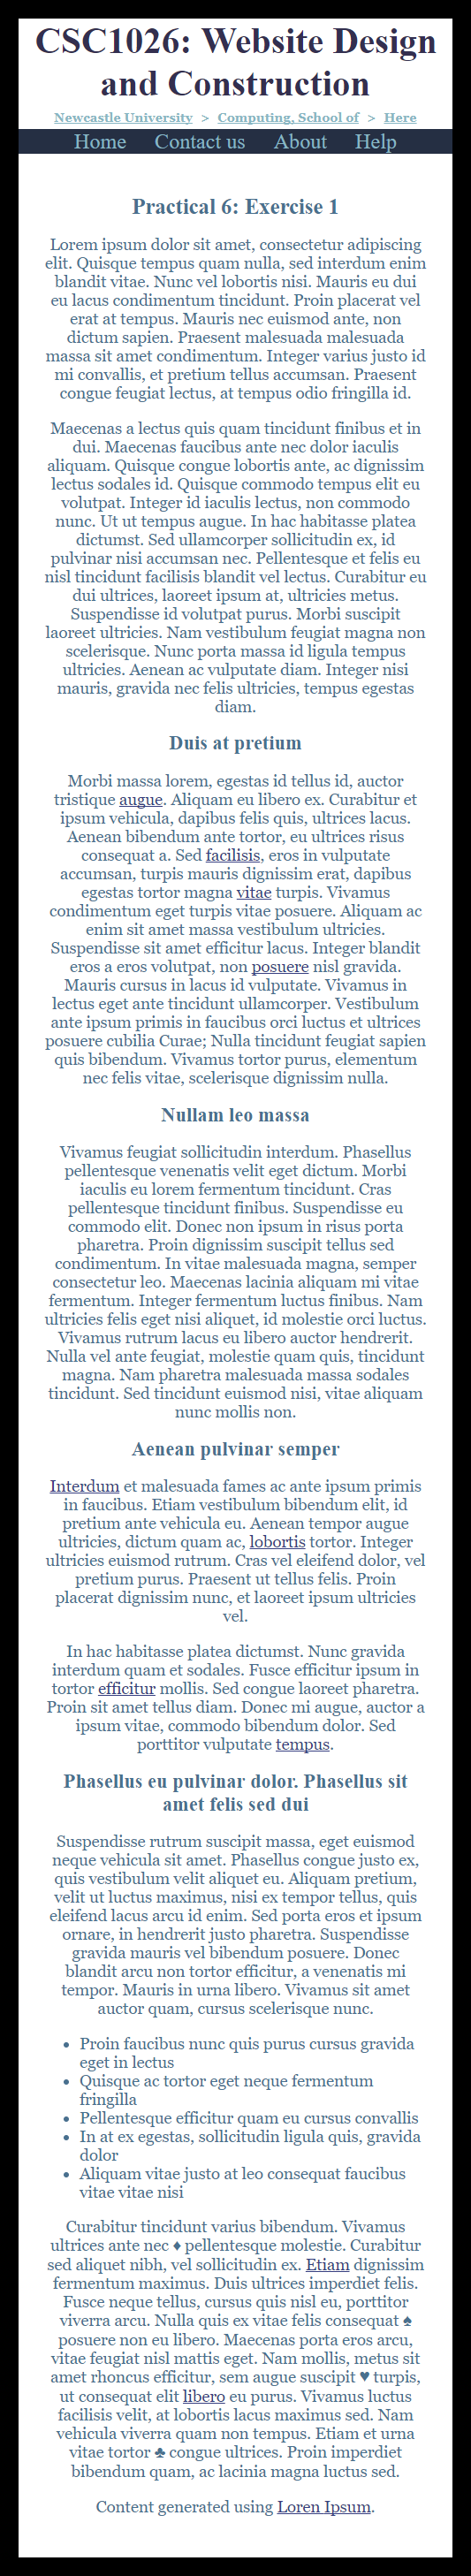 CSC1026: Website Design
and Construction
Newcastle University > Computing, School of > Here
Home Contact us About Help
Practical 6: Exercise 1
Lorem ipsum dolor sit amet, consectetur adipiscing
elit. Quisque tempus quam nulla, sed interdum enim
blandit vitae. Nunc vel lobortis nisi. Mauris eu dui
eu lacus condimentum tincidunt. Proin placerat vel
erat at tempus. Mauris nec euismod ante, non
dictum sapien. Praesent malesuada malesuada
massa sit amet condimentum. Integer varius justo id
mi convallis, et pretium tellus accumsan. Praesent
congue feugiat lectus, at tempus odio fringilla id.
Maecenas a lectus quis quam tincidunt finibus et in
dui. Maecenas faucibus ante nec dolor iaculis
aliquam. Quisque congue lobortis ante, ac dignissim
lectus sodales id. Quisque commodo tempus elit eu
volutpat. Integer id iaculis lectus, non commodo
nunc. Ut ut tempus augue. In hac habitasse platea
dictumst. Sed ullamcorper sollicitudin ex, id
pulvinar nisi accumsan nec. Pellentesque et felis eu
nisl tincidunt facilisis blandit vel lectus. Curabitur eu
dui ultrices, laoreet ipsum at, ultricies metus.
Suspendisse id volutpat purus. Morbi suscipit
laoreet ultricies. Nam vestibulum feugiat magna non
scelerisque. Nunc porta massa id ligula tempus
ultricies. Aenean ac vulputate diam. Integer nisi
mauris, gravida nec felis ultricies, tempus egestas
diam.
Duis at pretium
Morbi massa lorem, egestas id tellus id, auctor
tristique augue. Aliquam eu libero ex. Curabitur et
ipsum vehicula, dapibus felis quis, ultrices lacus.
Aenean bibendum ante tortor, eu ultrices risus
consequat a. Sed facilisis, eros in vulputate
accumsan, turpis mauris dignissim erat, dapibus
egestas tortor magna vitae turpis. Vivamus
condimentum eget turpis vitae posuere. Aliquam ac
enim sit amet massa vestibulum ultricies.
Suspendisse sit amet efficitur lacus. Integer blandit
eros a eros volutpat, non posuere nisl gravida.
Mauris cursus in lacus id vulputate. Vivamus in
lectus eget ante tincidunt ullamcorper. Vestibulum
ante ipsum primis in faucibus orci luctus et ultrices
posuere cubilia Curae; Nulla tincidunt feugiat sapien
quis bibendum. Vivamus tortor purus, elementum
nec felis vitae, scelerisque dignissim nulla.
Nullam leo massa
Vivamus feugiat sollicitudin interdum. Phasellus
pellentesque venenatis velit eget dictum. Morbi
iaculis eu lorem fermentum tincidunt. Cras
pellentesque tincidunt finibus. Suspendisse eu
commodo elit. Donec non ipsum in risus porta
pharetra. Proin dignissim suscipit tellus sed
condimentum. In vitae malesuada magna, semper
consectetur leo. Maecenas lacinia aliquam mi vitae
fermentum. Integer fermentum luctus finibus. Nam
ultricies felis eget nisi aliquet, id molestie orci luctus.
Vivamus rutrum lacus eu libero auctor hendrerit.
Nulla vel ante feugiat, molestie quam quis, tincidunt
magna. Nam pharetra malesuada massa sodales
tincidunt. Sed tincidunt euismod nisi, vitae aliquam
nunc mollis non.
Aenean pulvinar semper
Interdum et malesuada fames ac ante ipsum primis
in faucibus. Etiam vestibulum bibendum elit, id
pretium ante vehicula eu. Aenean tempor augue
ultricies, dictum quam ac, lobortis tortor. Integer
ultricies euismod rutrum. Cras vel eleifend dolor, vel
pretium purus. Praesent ut tellus felis. Proin
placerat dignissim nunc, et laoreet ipsum ultricies
vel.
In hac habitasse platea dictumst. Nunc gravida
interdum quam et sodales. Fusce efficitur ipsum in
tortor efficitur mollis. Sed congue laoreet pharetra.
Proin sit amet tellus diam. Donec mi augue, auctor a
ipsum vitae, commodo bibendum dolor. Sed
porttitor vulputate tempus.
Phasellus eu pulvinar dolor. Phasellus sit
amet felis sed dui
Suspendisse rutrum suscipit massa, eget euismod
neque vehicula sit amet. Phasellus congue justo ex,
quis vestibulum velit aliquet eu. Aliquam pretium,
velit ut luctus maximus, nisi ex tempor tellus, quis
eleifend lacus arcu id enim. Sed porta eros et ipsum
ornare, in hendrerit justo pharetra. Suspendisse
gravida mauris vel bibendum posuere. Donec
blandit arcu non tortor efficitur, a venenatis mi
tempor. Mauris in urna libero. Vivamus sit amet
auctor quam, cursus scelerisque nunc.
• Proin faucibus nunc quis purus cursus gravida
eget in lectus
• Quisque ac tortor eget neque fermentum
fringilla
• Pellentesque efficitur quam eu cursus convallis
• In at ex egestas, sollicitudin ligula quis, gravida
dolor
• Aliquam vitae justo at leo consequat faucibus
vitae vitae nisi
Curabitur tincidunt varius bibendum. Vivamus
ultrices ante nec ♦ pellentesque molestie. Curabitur
sed aliquet nibh, vel sollicitudin ex. Etiam dignissim
fermentum maximus. Duis ultrices imperdiet felis.
Fusce neque tellus, cursus quis nisl eu, porttitor
viverra arcu. Nulla quis ex vitae felis consequat ♠
posuere non eu libero. Maecenas porta eros arcu,
vitae feugiat nisl mattis eget. Nam mollis, metus sit
amet rhoncus efficitur, sem augue suscipit ♥ turpis,
ut consequat elit libero eu purus. Vivamus luctus
facilisis velit, at lobortis lacus maximus sed. Nam
vehicula viverra quam non tempus. Etiam et urna
vitae tortor ♣ congue ultrices. Proin imperdiet
bibendum quam, ac lacinia magna luctus sed.
Content generated using Loren Ipsum.